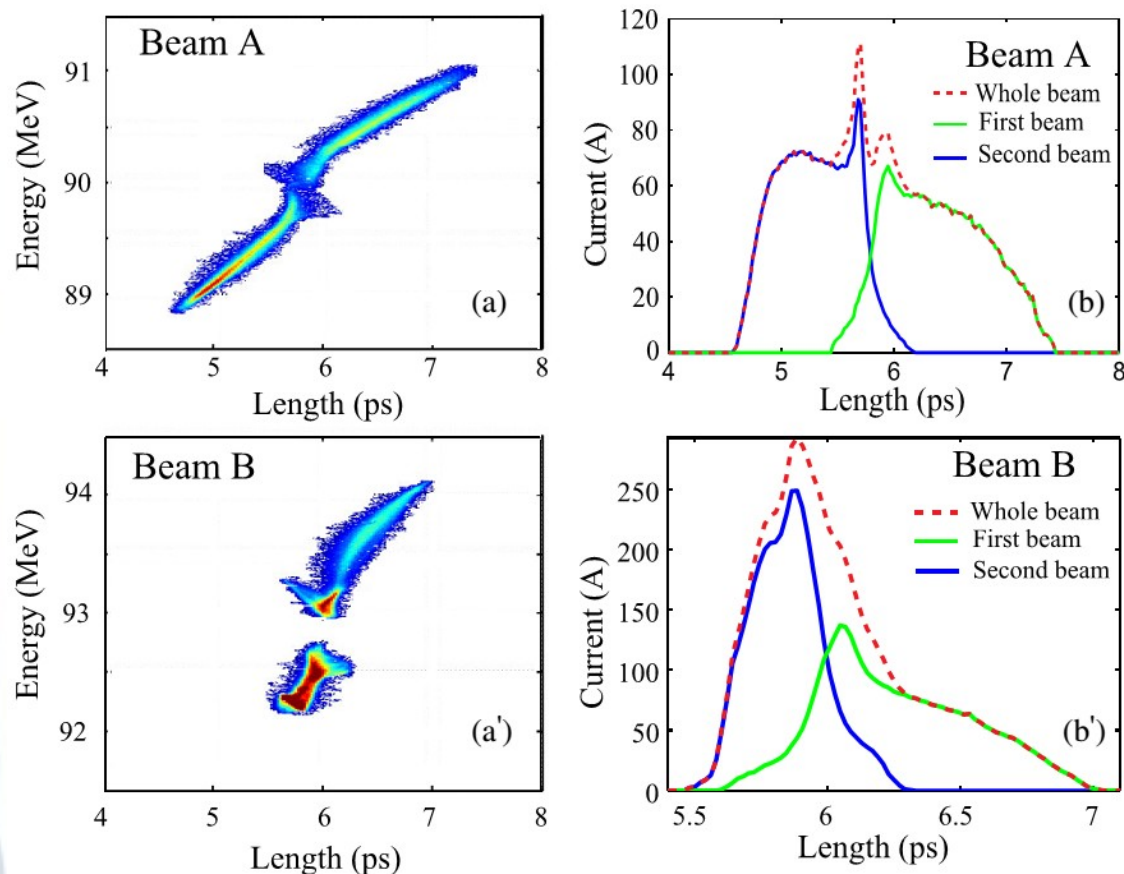 Beam A
Energy (MeV)
91
90
89
(a)
4 5 6 7 8
Length (ps)
Beam A
Whole beam
First beam
Second beam
Current (A)
120
100
80
60
40
20
0
(b)
4 5 6 7 8
Length (ps)
Beam B
Energy (MeV)
94
93
92
(a')
4 5 6 7 8
Length (ps)
Beam B
Whole beam
First beam
Second beam
Current (A)
250
200
150
100
50
0
(b')
5.5 6 6.5 7
Length (ps)